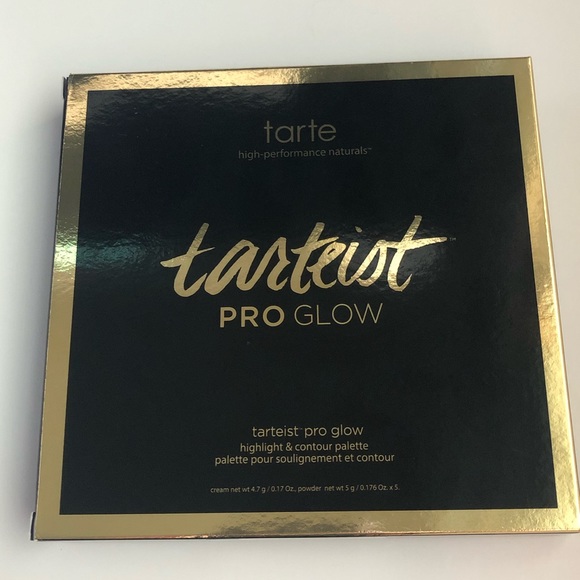 tarte
high-performance naturals™
tarteist™
PRO GLOW
tarteist™ pro glow
highlight & contour palette
palette pour soulignement et contour
cream net wt 4.7 g / 0.17 Oz., powder net wt 5 g / 0.176 Oz. x 5.